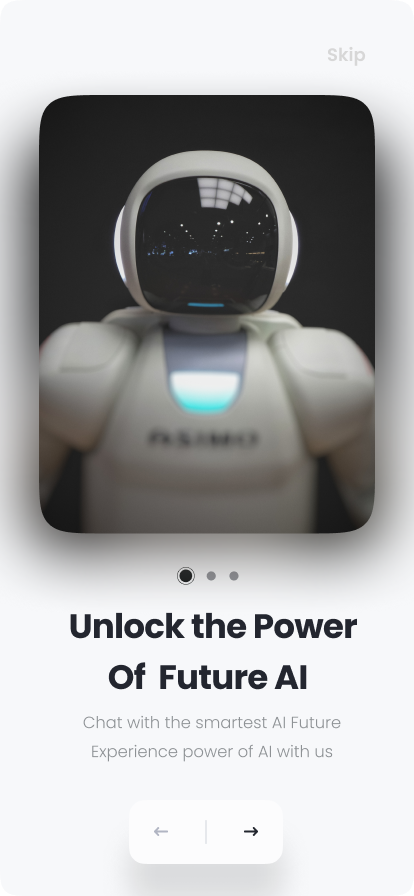 Skip
ASIMO
Unlock the Power
Of Future AI
Chat with the smartest AI Future
Experience power of AI with us